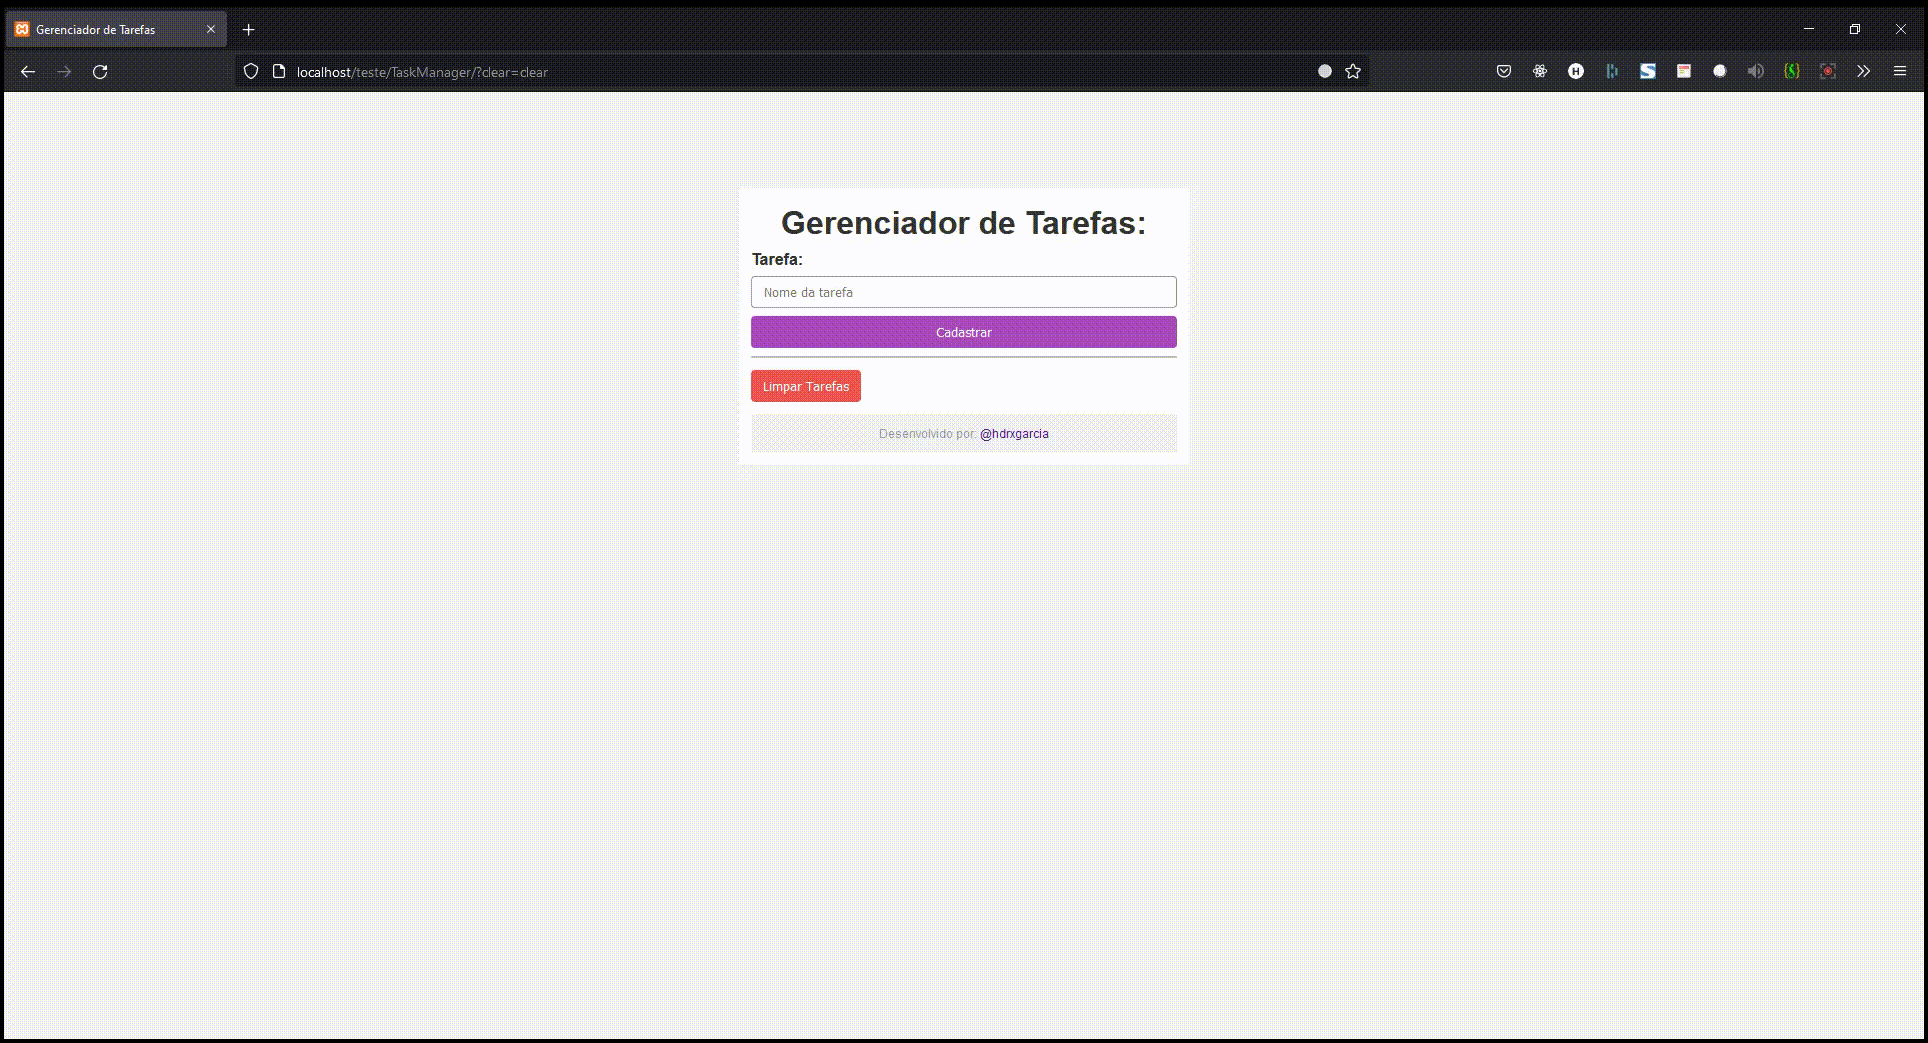 Gerenciador de Tarefas
localhost/teste/TaskManager/?clear=clear
Gerenciador de Tarefas:
Tarefa:
Nome da tarefa
Cadastrar
Limpar Tarefas
Desenvolvido por: @hdrxgarcia